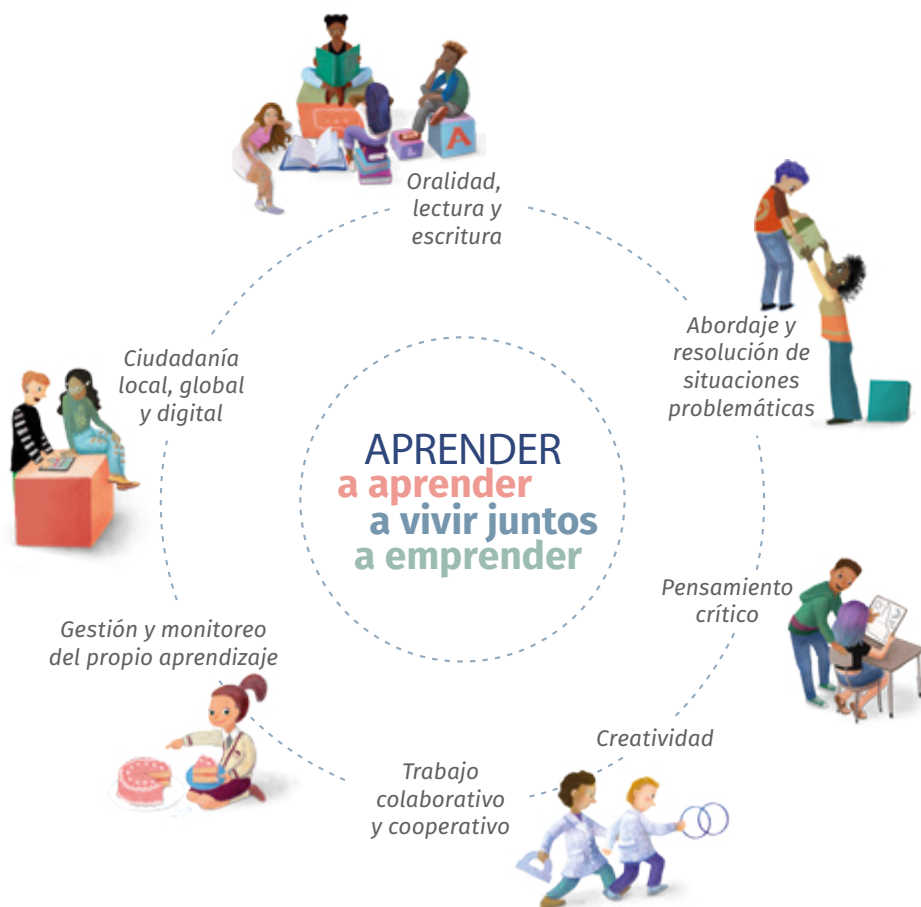 Oralidad,
lectura y
escritura
Abordaje y
resolución de
situaciones
problemáticas
Ciudadanía
local, global
y digital
APRENDER
a aprender
a vivir juntos
a emprender
Pensamiento
crítico
Gestión y monitoreo
del propio aprendizaje
Creatividad
Trabajo
colaborativo
y cooperativo
A